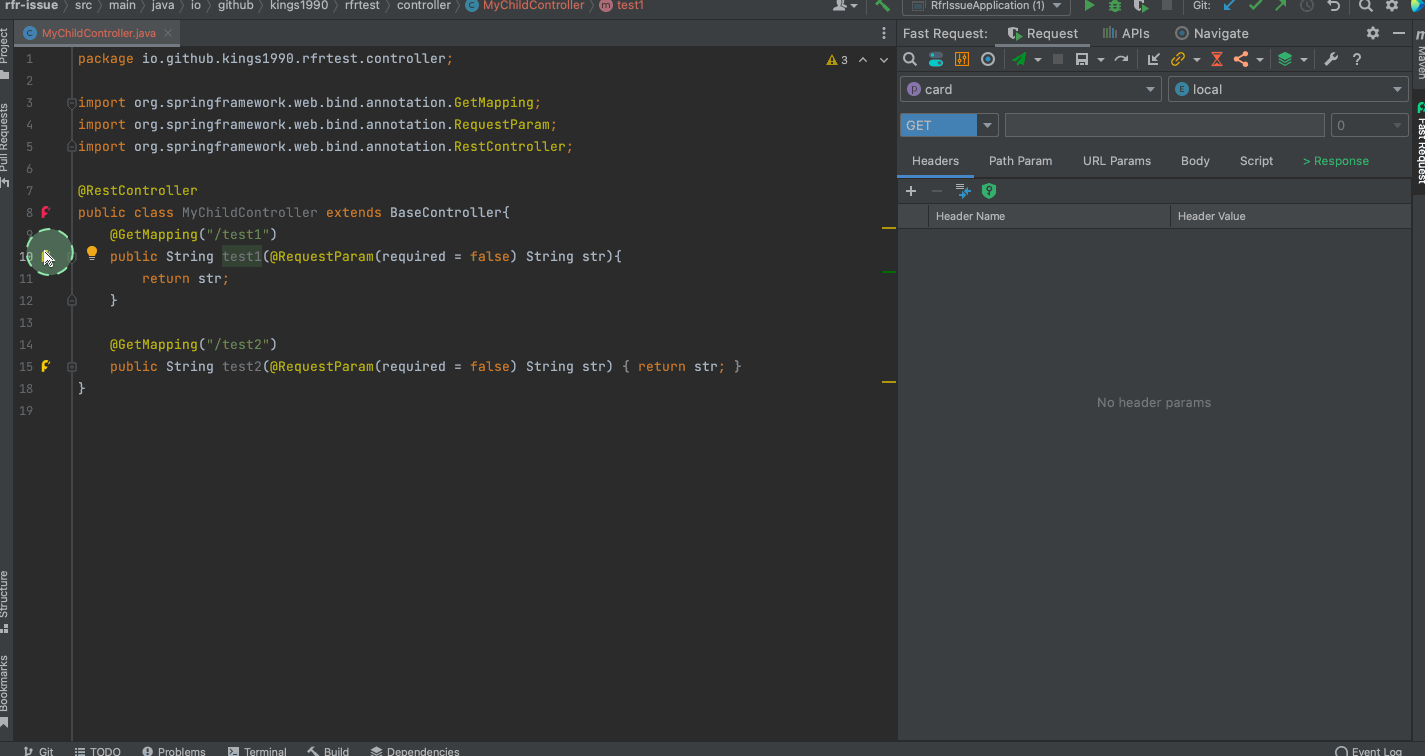 rfr-issue > src > main > java > io > github > kings1990 > rfrtest > controller > MyChildController > test1
RfrIssueApplication (1)
Git:
MyChildController.java
Project
Pull Requests
Structure
Bookmarks
1 package io.github.kings1990.rfrtest.controller;
3
2
3 import org.springframework.web.bind.annotation.GetMapping;
4 import org.springframework.web.bind.annotation.RequestParam;
5 import org.springframework.web.bind.annotation.RestController;
6
7 @RestController
8 public class MyChildController extends BaseController{
9 @GetMapping("/test1")
10 public String test1(@RequestParam(required = false) String str){
11 return str;
12 }
13
14 @GetMapping("/test2")
15 public String test2(@RequestParam(required = false) String str) { return str; }
18 }
19
Fast Request: Request APIs Navigate
card local
GET 0
Headers Path Param URL Params Body Script > Response
Header Name Header Value
No header params
Maven
Fast Request
Git TODO Problems Terminal Build Dependencies Event Log